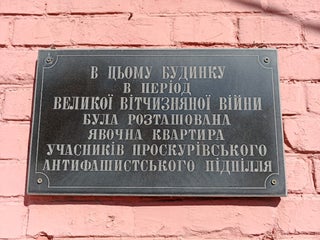 В ЦЬОМУ БУДИНКУ
В ПЕРІОД
ВЕЛИКОЇ ВІТЧИЗНЯНОЇ ВІЙНИ
БУЛА РОЗТАШОВАНА
ЯВОЧНА КВАРТИРА
УЧАСНИКІВ ПРОСКУРІВСЬКОГО
АНТИФАШИСТСЬКОГО ПІДПІЛЛЯ